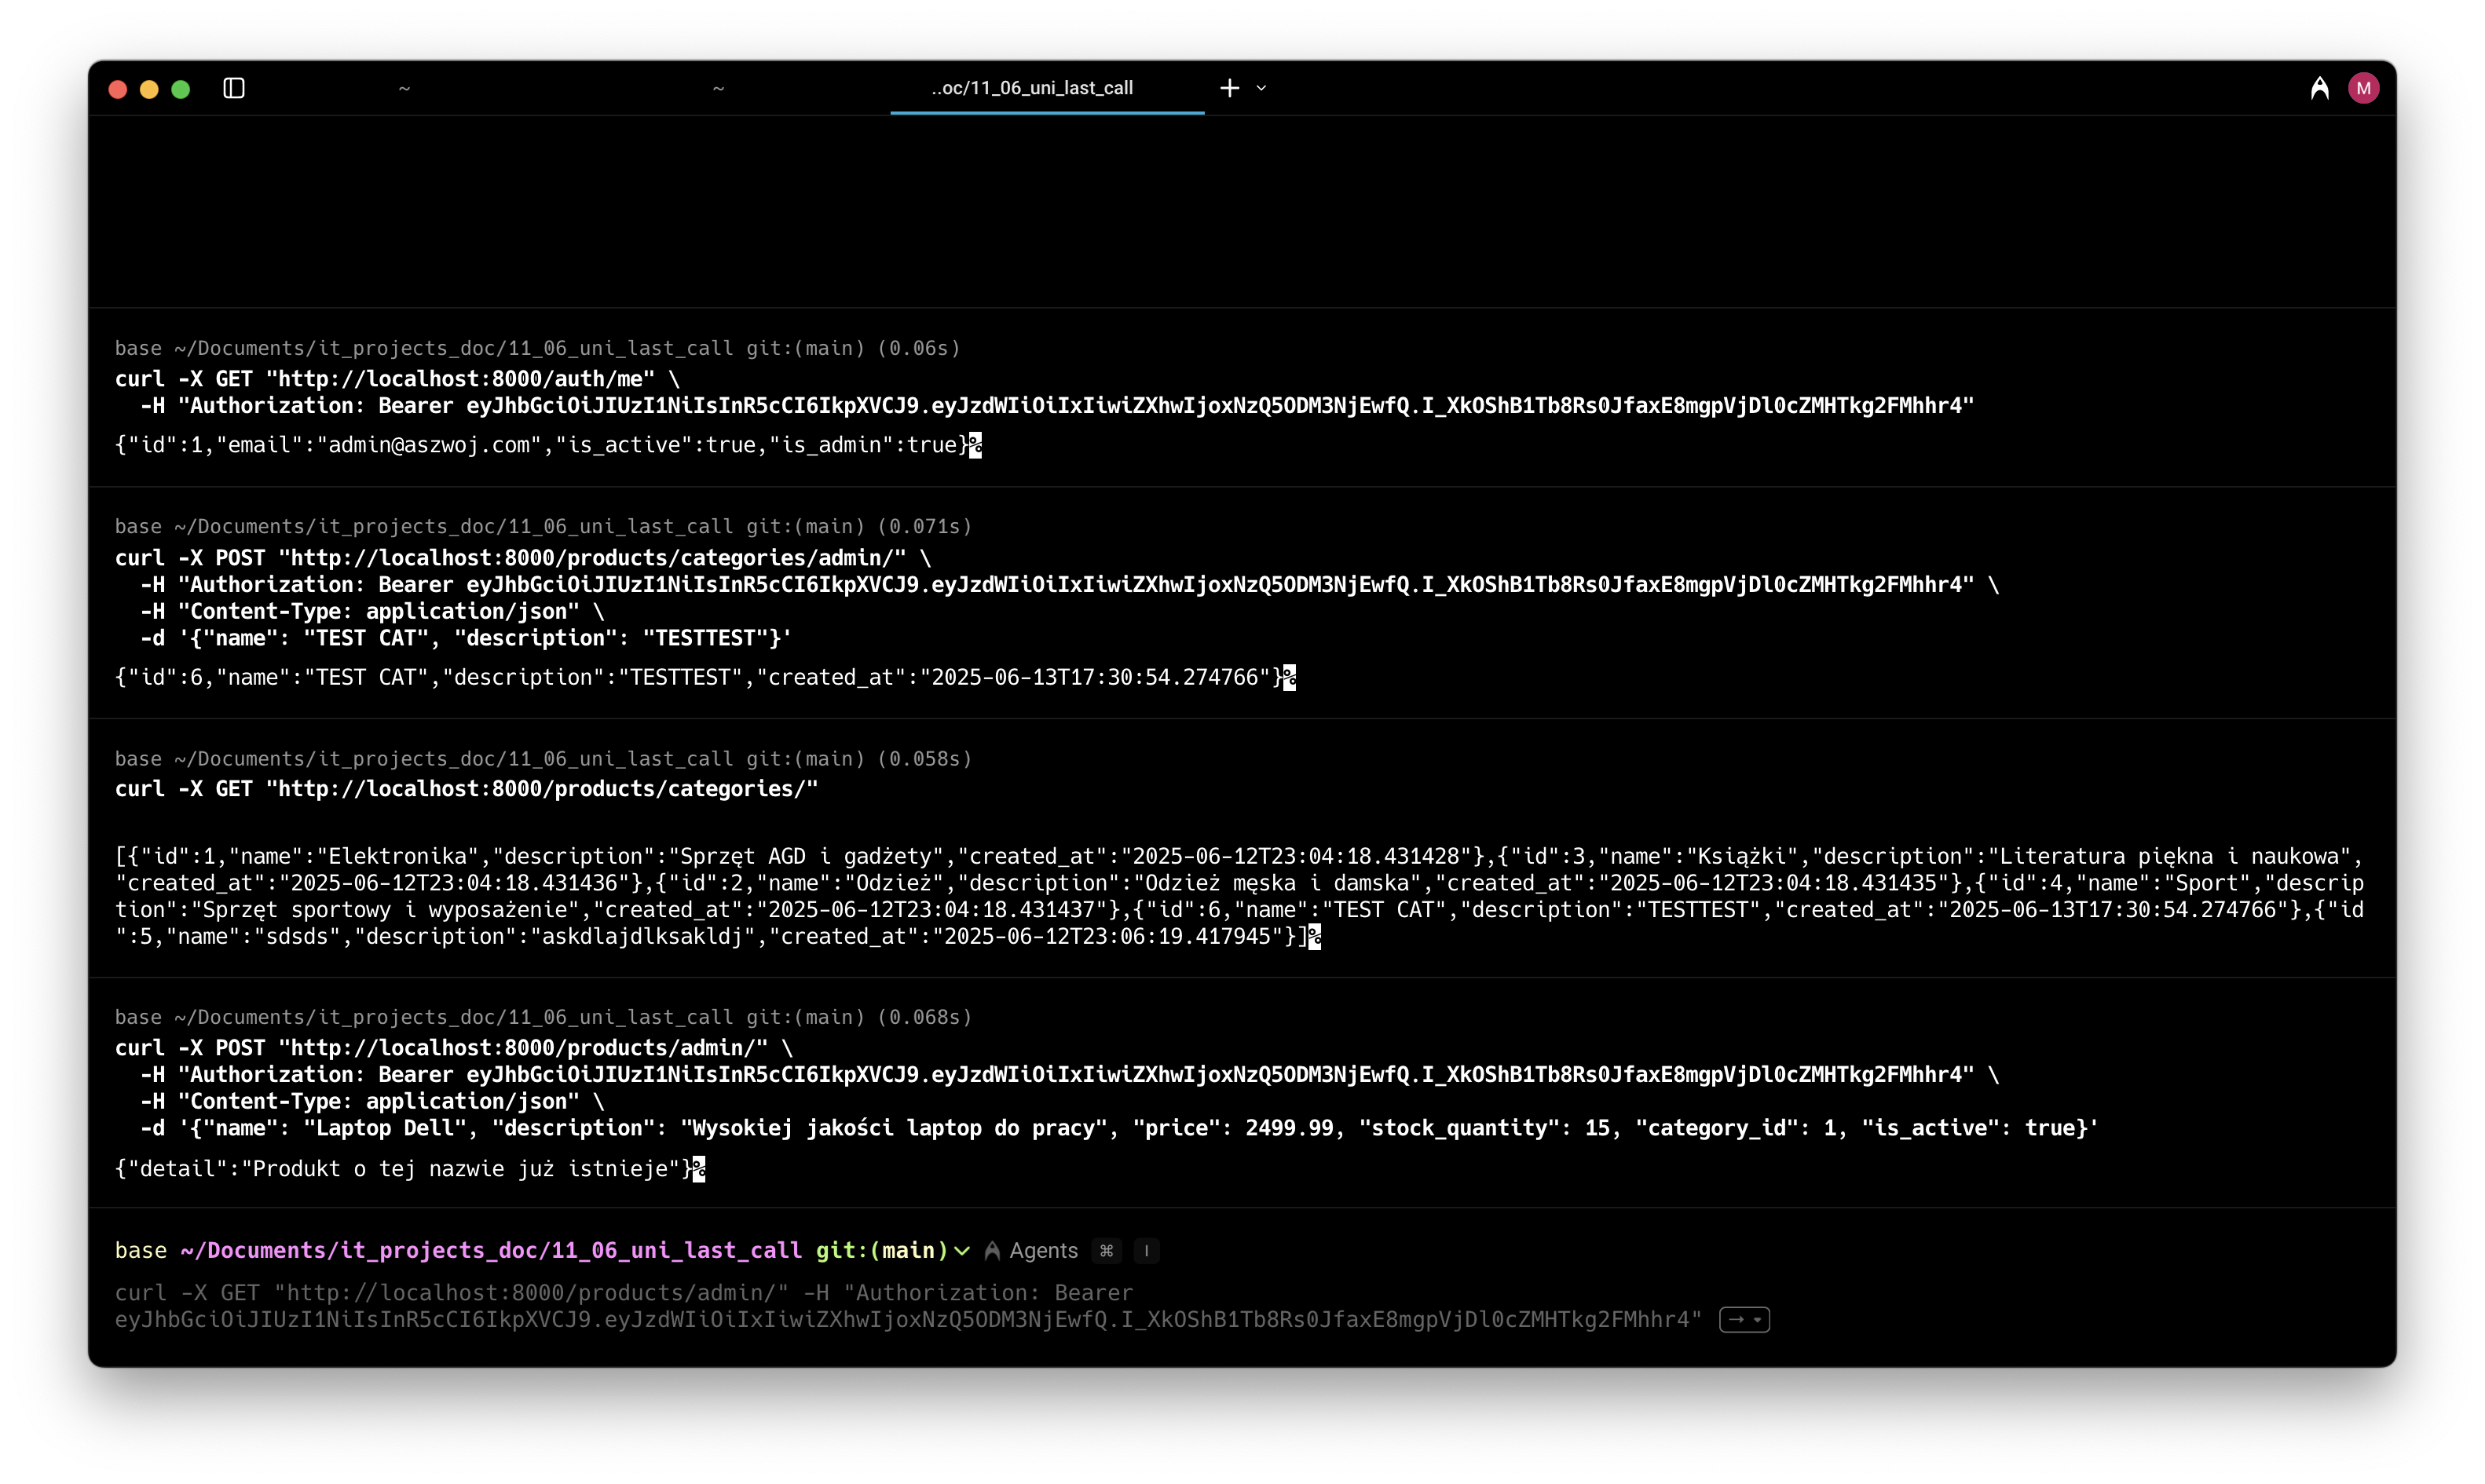 ~ ~ ..oc/11_06_uni_last_call M
base ~/Documents/it_projects_doc/11_06_uni_last_call git:(main) (0.06s)
curl -X GET "http://localhost:8000/auth/me" \
-H "Authorization: Bearer eyJhbGciOiJIUzI1NiIsInR5cCI6IkpXVCJ9.eyJzdWIiOiIxIiwiZXhwIjoxNzQ5ODM3NjEwfQ.I_XkOShB1Tb8Rs0JfaxE8mgpVjDl0cZMHTkg2FMhhr4"
{"id":1,"email":"admin@aszwoj.com","is_active":true,"is_admin":true}%
base ~/Documents/it_projects_doc/11_06_uni_last_call git:(main) (0.071s)
curl -X POST "http://localhost:8000/products/categories/admin/" \
-H "Authorization: Bearer eyJhbGciOiJIUzI1NiIsInR5cCI6IkpXVCJ9.eyJzdWIiOiIxIiwiZXhwIjoxNzQ5ODM3NjEwfQ.I_XkOShB1Tb8Rs0JfaxE8mgpVjDl0cZMHTkg2FMhhr4" \
-H "Content-Type: application/json" \
-d '{"name": "TEST CAT", "description": "TESTTEST"}'
{"id":6,"name":"TEST CAT","description":"TESTTEST","created_at":"2025-06-13T17:30:54.274766"}%
base ~/Documents/it_projects_doc/11_06_uni_last_call git:(main) (0.058s)
curl -X GET "http://localhost:8000/products/categories/"
[{"id":1,"name":"Elektronika","description":"Sprzęt AGD i gadżety","created_at":"2025-06-12T23:04:18.431428"},{"id":3,"name":"Książki","description":"Literatura piękna i naukowa",
"created_at":"2025-06-12T23:04:18.431436"},{"id":2,"name":"Odzież","description":"Odzież męska i damska","created_at":"2025-06-12T23:04:18.431435"},{"id":4,"name":"Sport","descrip
tion":"Sprzęt sportowy i wyposażenie","created_at":"2025-06-12T23:04:18.431437"},{"id":6,"name":"TEST CAT","description":"TESTTEST","created_at":"2025-06-13T17:30:54.274766"},{"id
":5,"name":"sdsds","description":"askdlajdlksakldj","created_at":"2025-06-12T23:06:19.417945"}]%
base ~/Documents/it_projects_doc/11_06_uni_last_call git:(main) (0.068s)
curl -X POST "http://localhost:8000/products/admin/" \
-H "Authorization: Bearer eyJhbGciOiJIUzI1NiIsInR5cCI6IkpXVCJ9.eyJzdWIiOiIxIiwiZXhwIjoxNzQ5ODM3NjEwfQ.I_XkOShB1Tb8Rs0JfaxE8mgpVjDl0cZMHTkg2FMhhr4" \
-H "Content-Type: application/json" \
-d '{"name": "Laptop Dell", "description": "Wysokiej jakości laptop do pracy", "price": 2499.99, "stock_quantity": 15, "category_id": 1, "is_active": true}'
{"detail":"Produkt o tej nazwie już istnieje"}%
base ~/Documents/it_projects_doc/11_06_uni_last_call git:(main) Agents ⌘ I
curl -X GET "http://localhost:8000/products/admin/" -H "Authorization: Bearer
eyJhbGciOiJIUzI1NiIsInR5cCI6IkpXVCJ9.eyJzdWIiOiIxIiwiZXhwIjoxNzQ5ODM3NjEwfQ.I_XkOShB1Tb8Rs0JfaxE8mgpVjDl0cZMHTkg2FMhhr4"